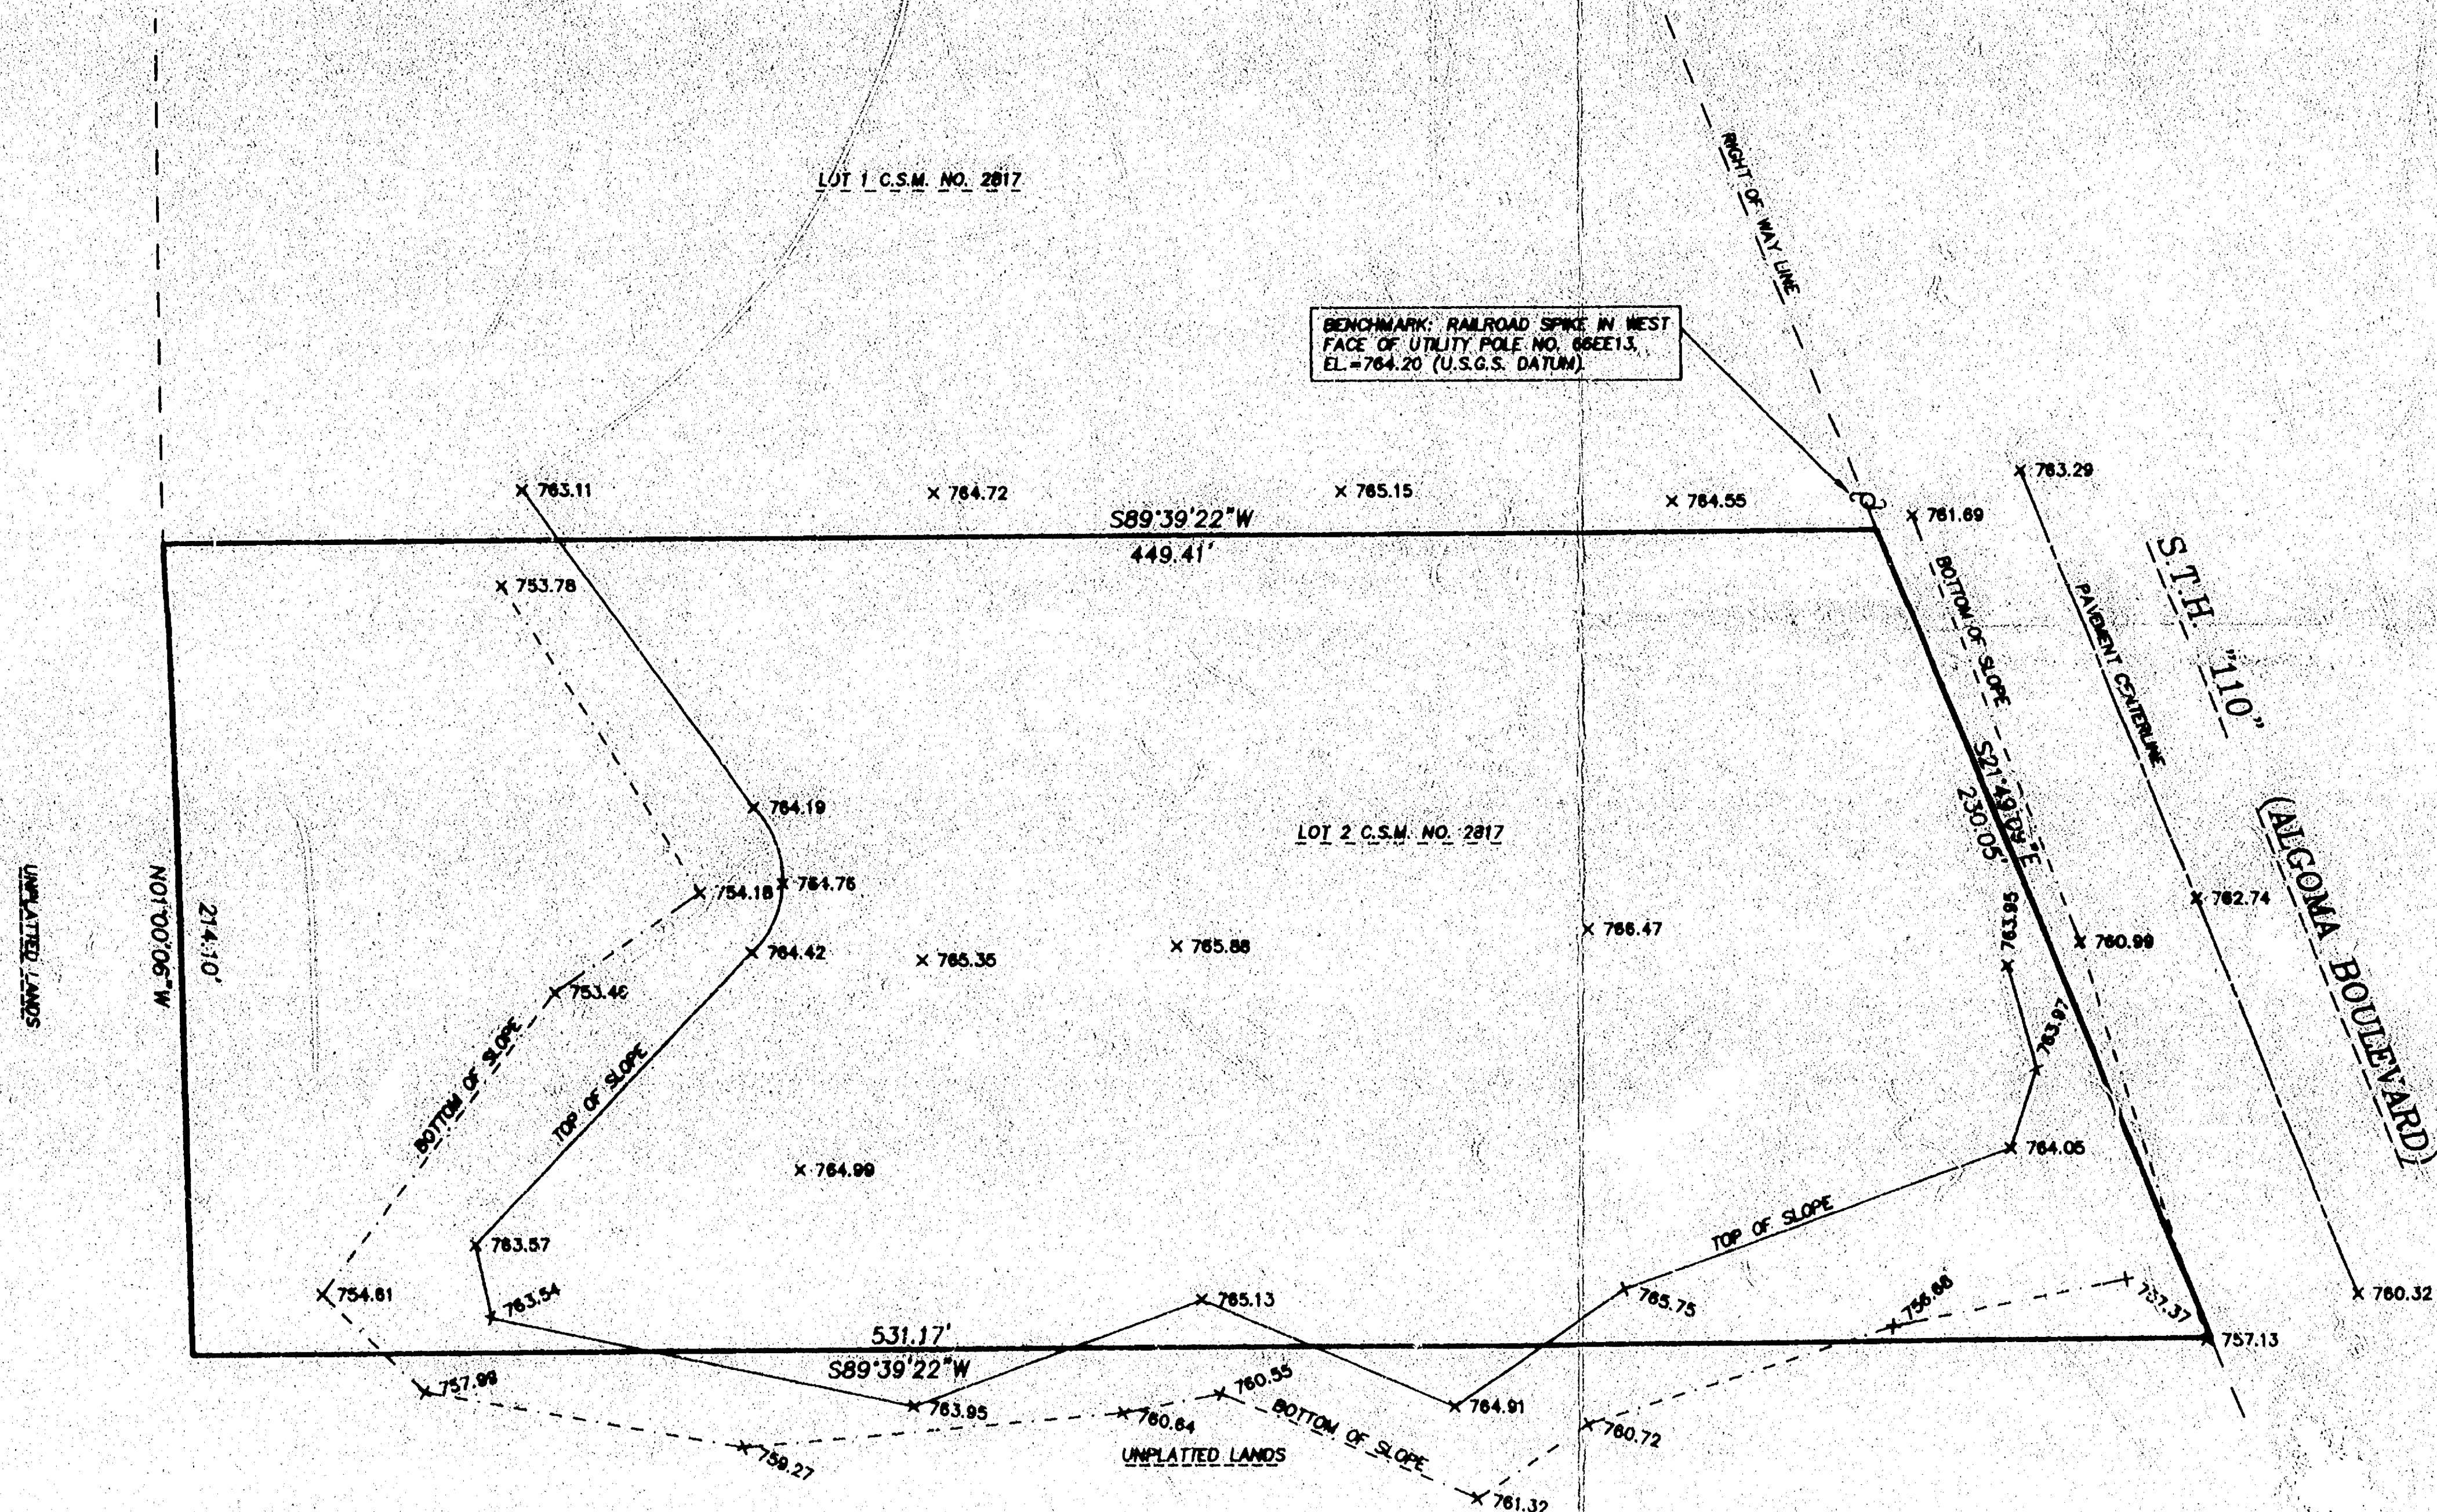 LOT 1 C.S.M. NO. 2817
RIGHT OF WAY LINE
BENCHMARK: RAILROAD SPIKE IN WEST
FACE OF UTILITY POLE NO. 66EE13,
EL.=764.20 (U.S.G.S. DATUM)
763.11
764.72
765.15
764.55
763.29
761.69
S89°39'22"W
449.41'
753.78
BOTTOM OF SLOPE
PAVEMENT CENTERLINE
S.T.H. "110"
(ALGOMA BOULEVARD)
S21°49'09"E
230.05'
764.19
LOT 2 C.S.M. NO. 2817
754.18
764.76
764.42
765.35
765.88
766.47
763.95
760.99
762.74
UNPLATTED LANDS
N01°00'06"W
214.10'
753.46
BOTTOM OF SLOPE
TOP OF SLOPE
763.97
764.05
764.99
TOP OF SLOPE
763.57
754.61
763.54
765.13
765.75
756.66
757.37
760.32
531.17'
S89°39'22"W
757.13
757.99
763.95
760.64
760.55
BOTTOM OF SLOPE
764.91
760.72
759.27
UNPLATTED LANDS
761.32